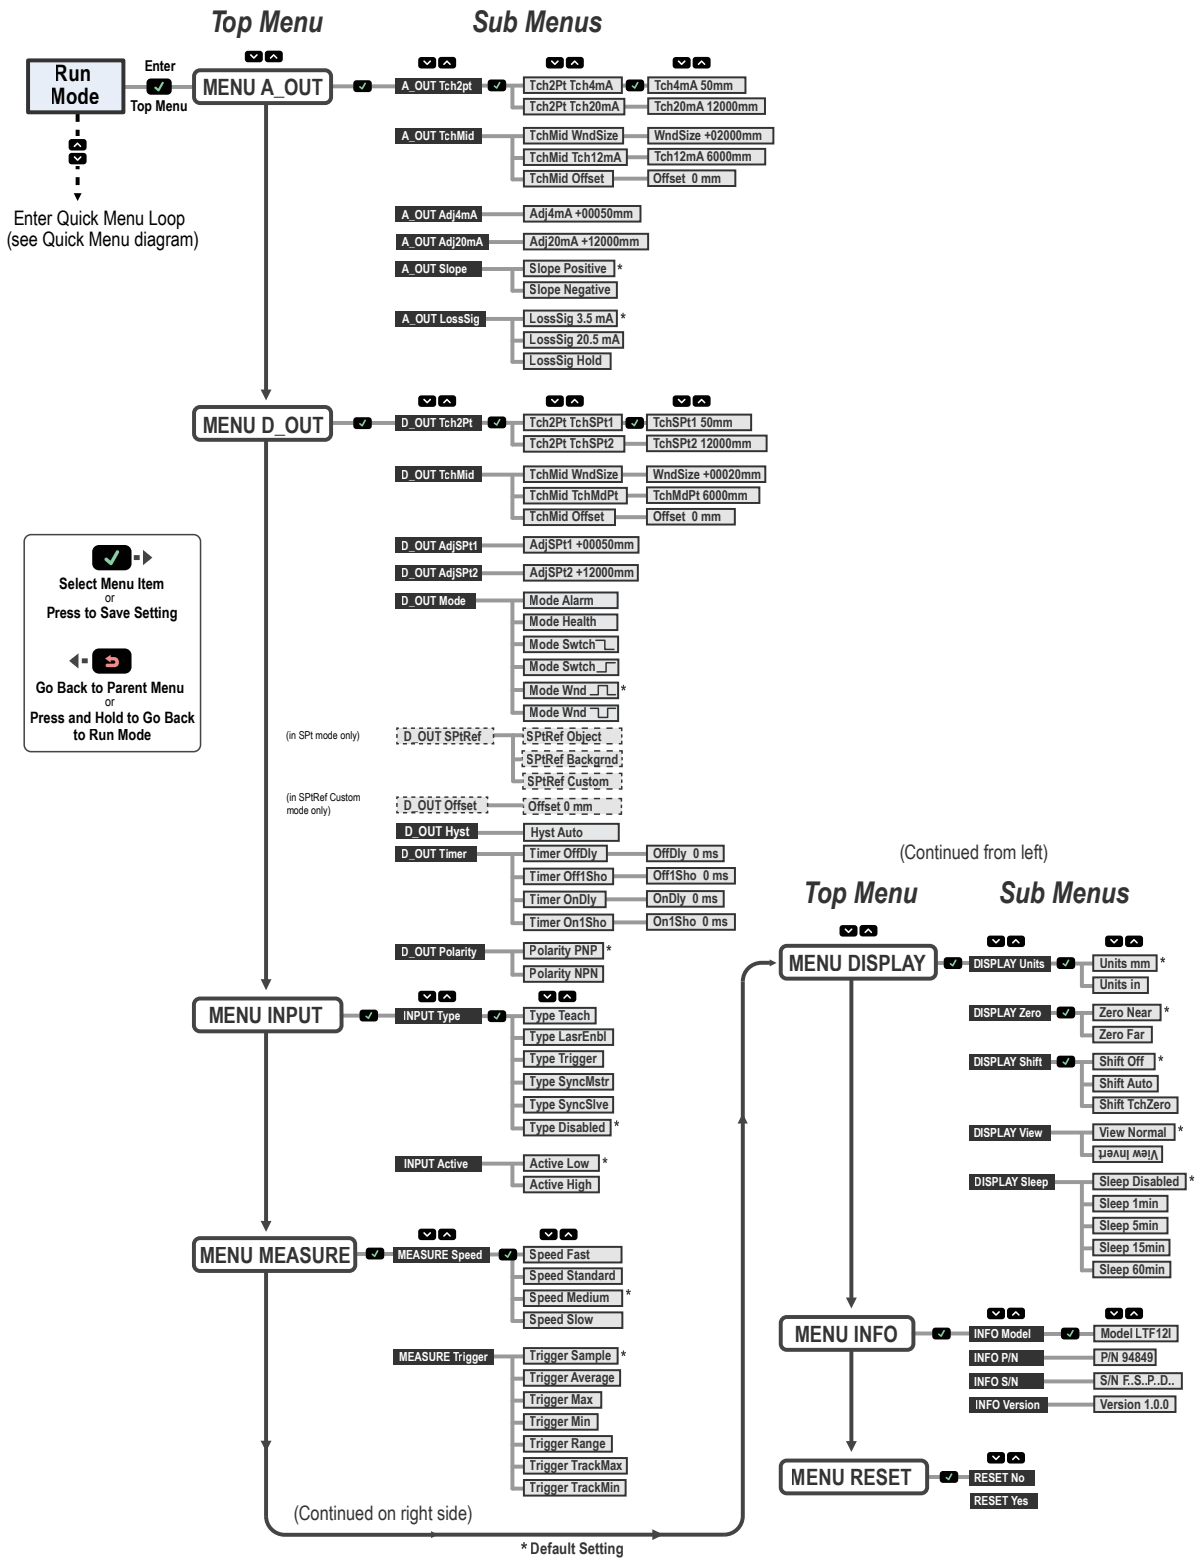 Top Menu
Sub Menus
Run Mode
Enter
Top Menu
Enter Quick Menu Loop
(see Quick Menu diagram)
MENU A_OUT
A_OUT Tch2pt
Tch2Pt Tch4mA
Tch4mA 50mm
Tch2Pt Tch20mA
Tch20mA 12000mm
A_OUT TchMid
TchMid WndSize
WndSize +02000mm
TchMid Tch12mA
Tch12mA 6000mm
TchMid Offset
Offset 0 mm
A_OUT Adj4mA
Adj4mA +00050mm
A_OUT Adj20mA
Adj20mA +12000mm
A_OUT Slope
Slope Positive *
Slope Negative
A_OUT LossSig
LossSig 3.5 mA *
LossSig 20.5 mA
LossSig Hold
MENU D_OUT
D_OUT Tch2Pt
Tch2Pt TchSPt1
TchSPt1 50mm
Tch2Pt TchSPt2
TchSPt2 12000mm
D_OUT TchMid
TchMid WndSize
WndSize +00020mm
TchMid TchMdPt
TchMdPt 6000mm
TchMid Offset
Offset 0 mm
D_OUT AdjSPt1
AdjSPt1 +00050mm
D_OUT AdjSPt2
AdjSPt2 +12000mm
D_OUT Mode
Mode Alarm
Mode Health
Mode Swtch
Mode Swtch
Mode Wnd *
Mode Wnd
(in SPt mode only)
D_OUT SPtRef
SPtRef Object
SPtRef Backgrnd
SPtRef Custom
(in SPtRef Custom
mode only)
D_OUT Offset
Offset 0 mm
D_OUT Hyst
Hyst Auto
D_OUT Timer
Timer OffDly
OffDly 0 ms
Timer Off1Sho
Off1Sho 0 ms
Timer OnDly
OnDly 0 ms
Timer On1Sho
On1Sho 0 ms
D_OUT Polarity
Polarity PNP *
Polarity NPN
Select Menu Item
or
Press to Save Setting
Go Back to Parent Menu
or
Press and Hold to Go Back
to Run Mode
MENU INPUT
INPUT Type
Type Teach
Type LasrEnbl
Type Trigger
Type SyncMstr
Type SyncSlve
Type Disabled *
INPUT Active
Active Low *
Active High
MENU MEASURE
MEASURE Speed
Speed Fast
Speed Standard
Speed Medium *
Speed Slow
MEASURE Trigger
Trigger Sample *
Trigger Average
Trigger Max
Trigger Min
Trigger Range
Trigger TrackMax
Trigger TrackMin
(Continued on right side)
* Default Setting
(Continued from left)
Top Menu
Sub Menus
MENU DISPLAY
DISPLAY Units
Units mm *
Units in
DISPLAY Zero
Zero Near *
Zero Far
DISPLAY Shift
Shift Off *
Shift Auto
Shift TchZero
DISPLAY View
View Normal *
View Invert
DISPLAY Sleep
Sleep Disabled *
Sleep 1min
Sleep 5min
Sleep 15min
Sleep 60min
MENU INFO
INFO Model
Model LTF12I
INFO P/N
P/N 94849
INFO S/N
S/N F..S..P..D..
INFO Version
Version 1.0.0
MENU RESET
RESET No
RESET Yes